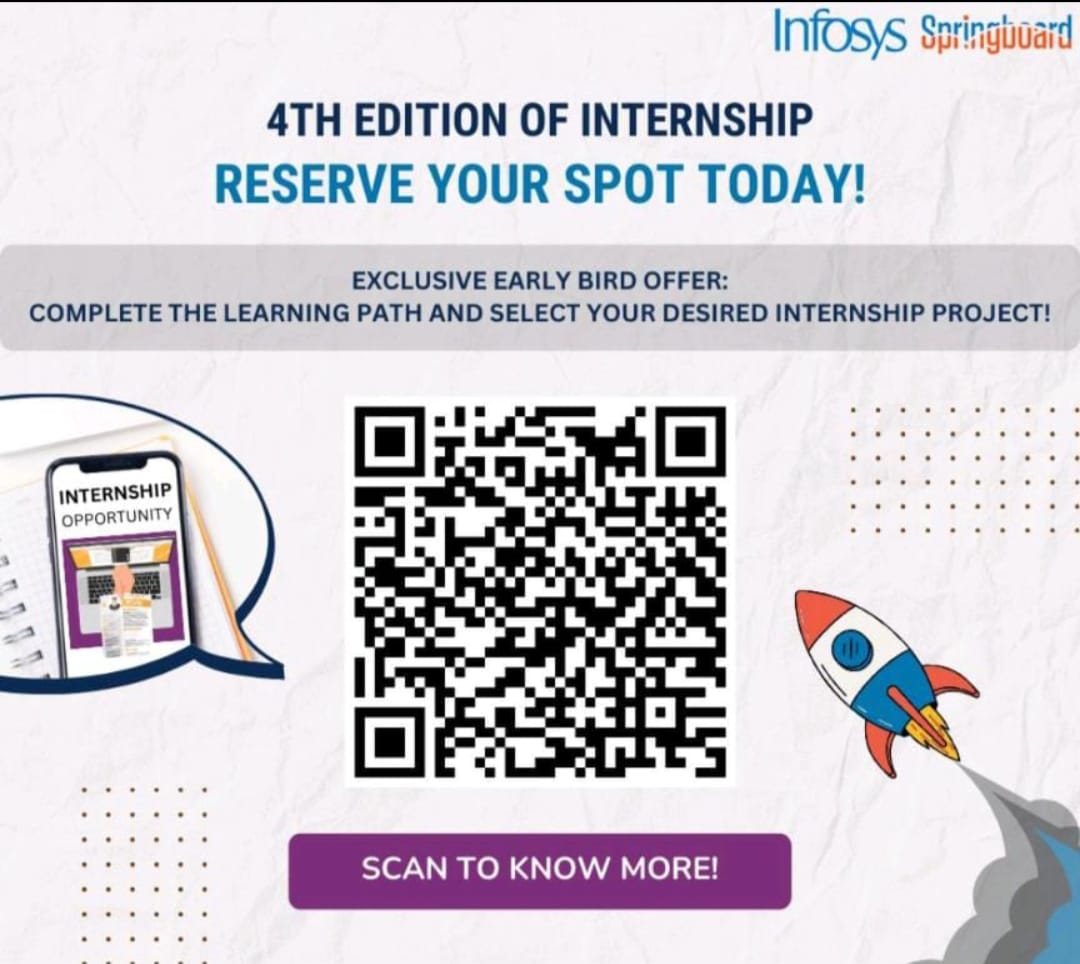 Infosys Springboard
4TH EDITION OF INTERNSHIP
RESERVE YOUR SPOT TODAY!
EXCLUSIVE EARLY BIRD OFFER:
COMPLETE THE LEARNING PATH AND SELECT YOUR DESIRED INTERNSHIP PROJECT!
INTERNSHIP
OPPORTUNITY
SCAN TO KNOW MORE!